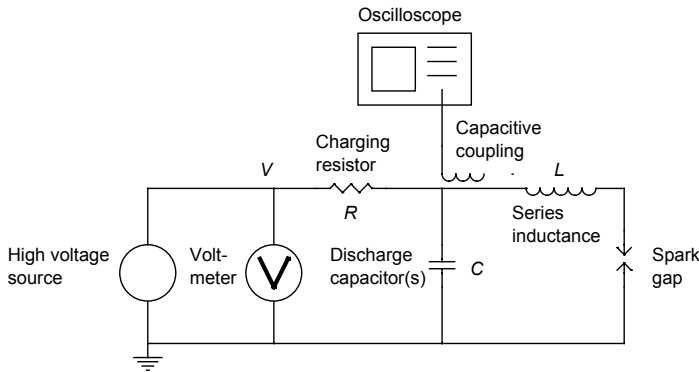 Oscilloscope
Capacitive
coupling
Charging
resistor
V
L
R
Series
inductance
High voltage
source
Volt-
meter
Discharge
capacitor(s)
C
Spark
gap